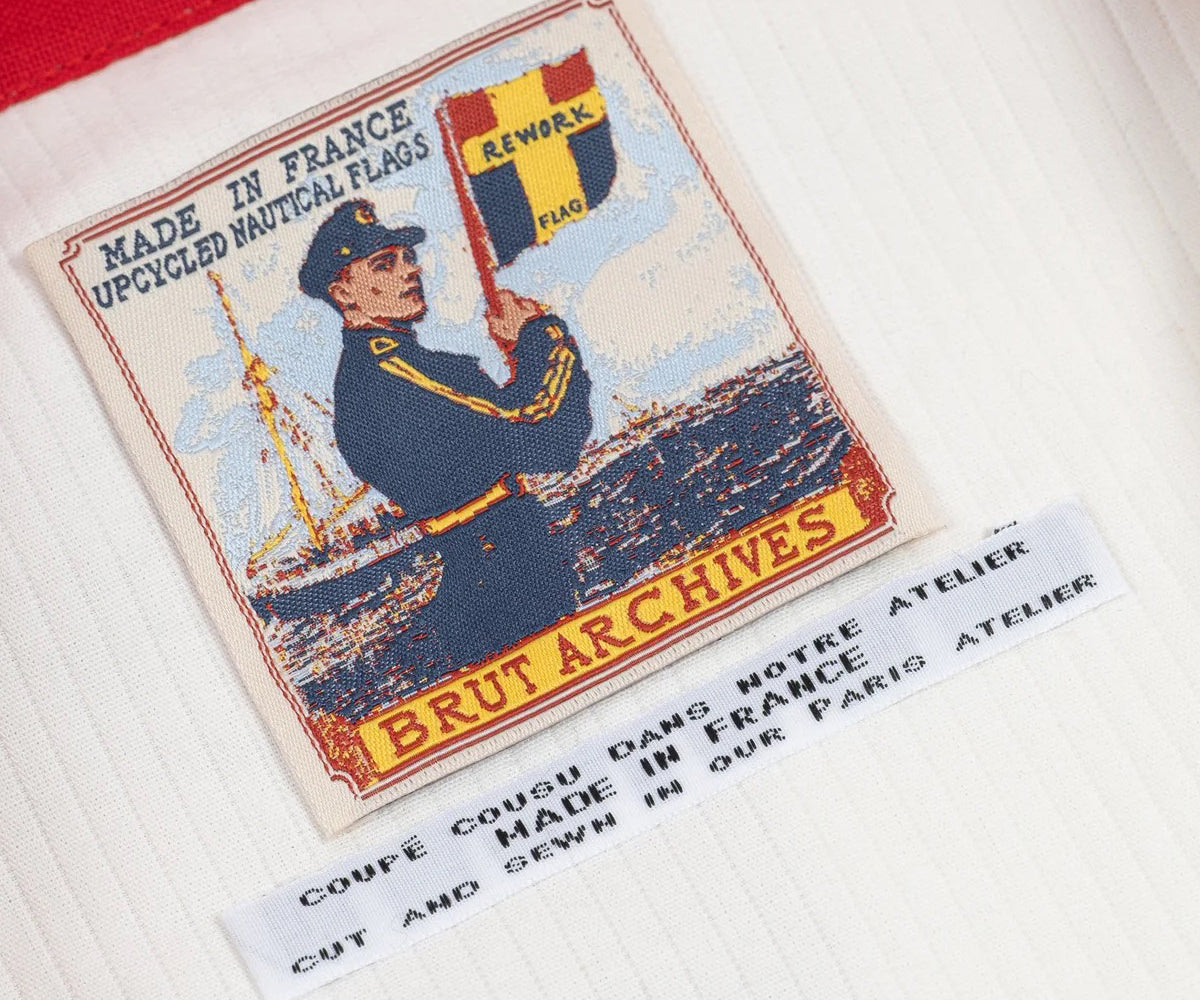 MADE IN FRANCE
UPCYCLED NAUTICAL FLAGS
REWORK
FLAG
BRUT ARCHIVES
COUPÉ COUSU DANS NOTRE ATELIER
MADE IN FRANCE
CUT AND SEWN IN OUR PARIS ATELIER